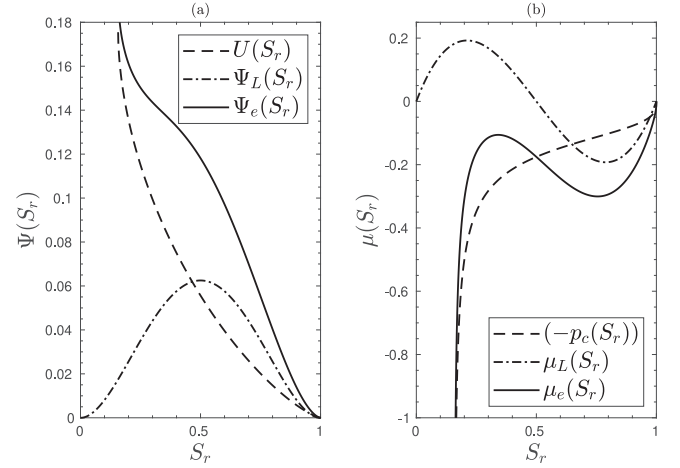 (a)
0.18
0.16
0.14
0.12
0.1
0.08
0.06
0.04
0.02
0
Ψ(S_r)
U(S_r)
Ψ_L(S_r)
Ψ_e(S_r)
0 0.5 1
S_r
(b)
0.2
0
-0.2
-0.4
-0.6
-0.8
-1
μ(S_r)
(−p_c(S_r))
μ_L(S_r)
μ_e(S_r)
0 0.5 1
S_r